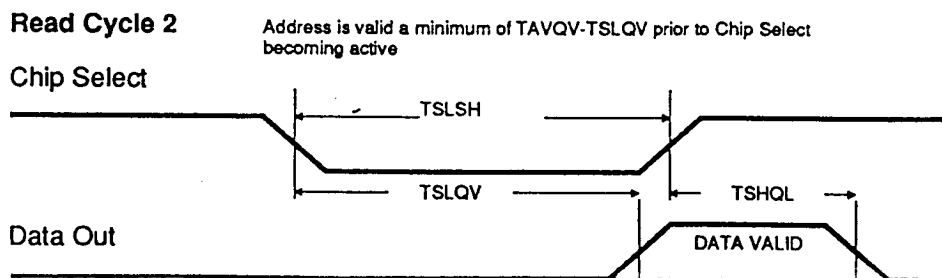 Read Cycle 2
Address is valid a minimum of TAVQV-TSLQV prior to Chip Select
becoming active
Chip Select
TSLSH
TSLQV
TSHQL
Data Out
DATA VALID